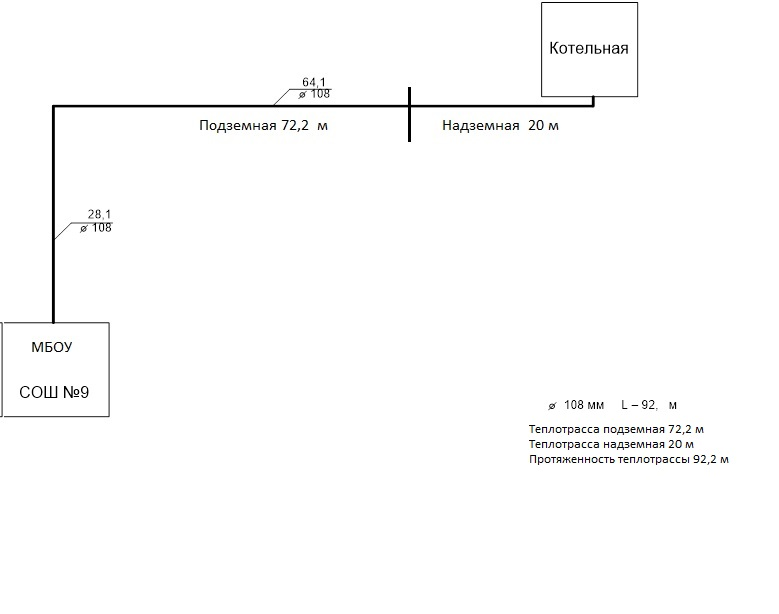 Котельная
64,1
ø 108
Подземная 72,2 м
Надземная 20 м
28,1
ø 108
МБОУ
СОШ №9
ø 108 мм L – 92, м
Теплотрасса подземная 72,2 м
Теплотрасса надземная 20 м
Протяженность теплотрассы 92,2 м